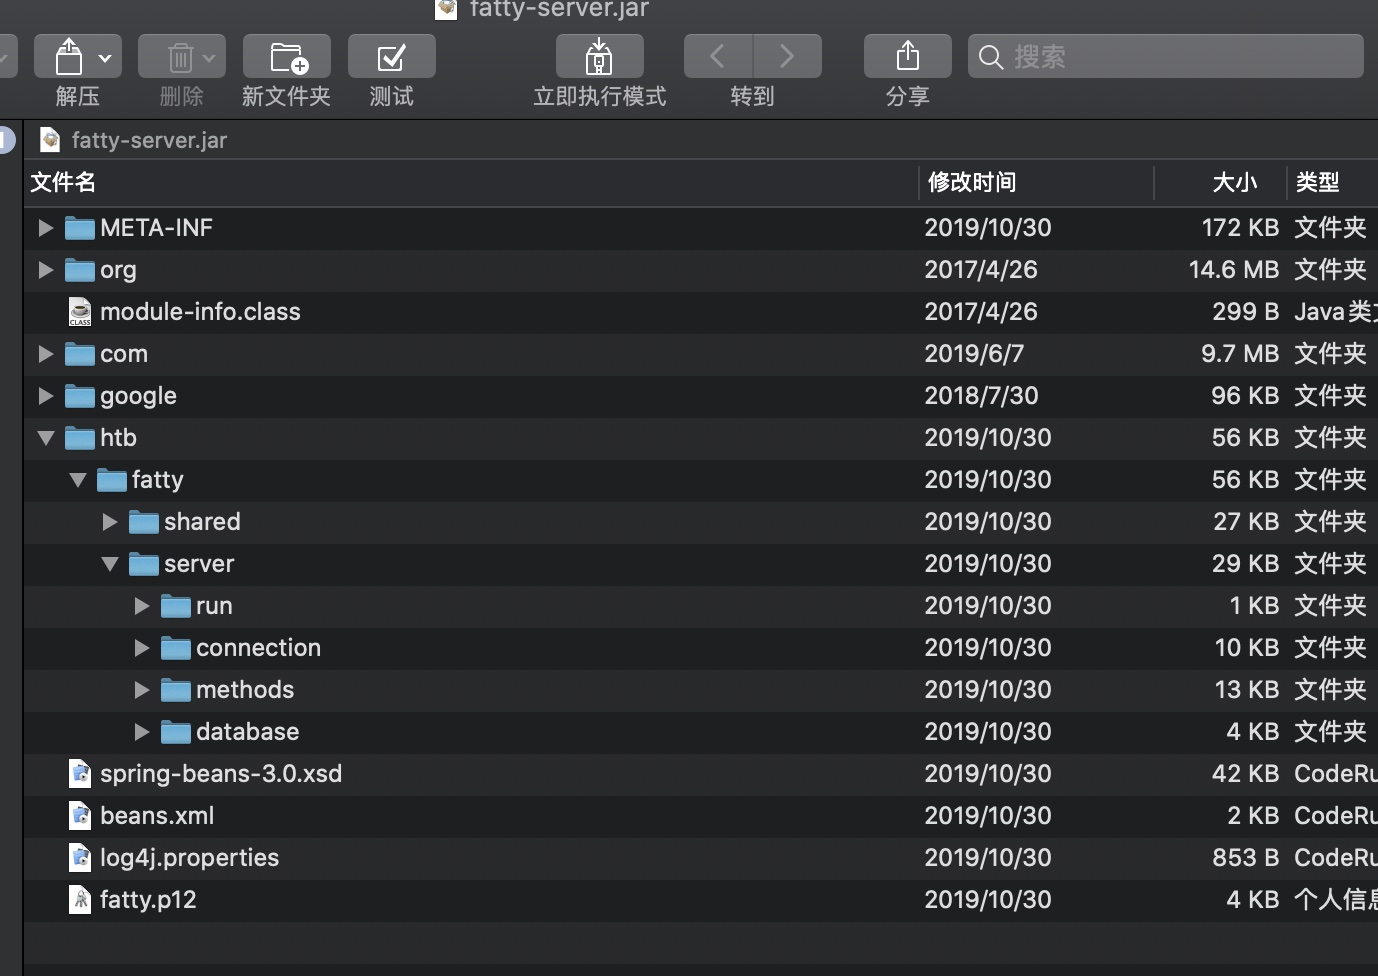 fatty-server.jar
解压 删除 新文件夹 测试 立即执行模式 转到 分享 搜索
fatty-server.jar
文件名 修改时间 大小 类型
META-INF 2019/10/30 172 KB 文件夹
org 2017/4/26 14.6 MB 文件夹
CLASS module-info.class 2017/4/26 299 B Java类
com 2019/6/7 9.7 MB 文件夹
google 2018/7/30 96 KB 文件夹
htb 2019/10/30 56 KB 文件夹
fatty 2019/10/30 56 KB 文件夹
shared 2019/10/30 27 KB 文件夹
server 2019/10/30 29 KB 文件夹
run 2019/10/30 1 KB 文件夹
connection 2019/10/30 10 KB 文件夹
methods 2019/10/30 13 KB 文件夹
database 2019/10/30 4 KB 文件夹
spring-beans-3.0.xsd 2019/10/30 42 KB CodeRu
beans.xml 2019/10/30 2 KB CodeRu
log4j.properties 2019/10/30 853 B CodeRu
fatty.p12 2019/10/30 4 KB 个人信息